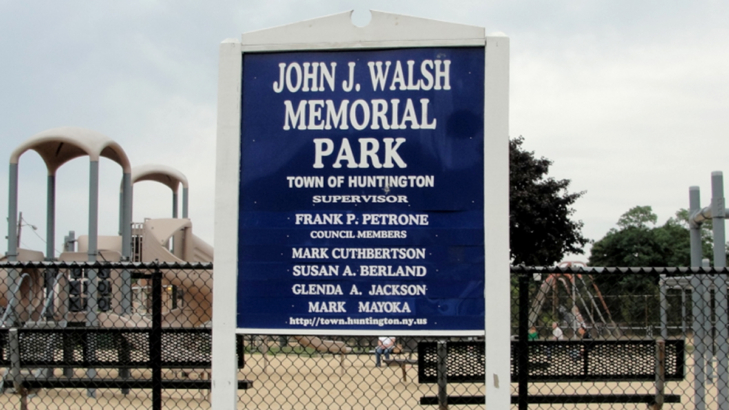 JOHN J. WALSH
MEMORIAL
PARK
TOWN OF HUNTINGTON
SUPERVISOR
FRANK P. PETRONE
COUNCIL MEMBERS
MARK CUTHBERTSON
SUSAN A. BERLAND
GLENDA A. JACKSON
MARK MAYOKA
http://town.huntington.ny.us